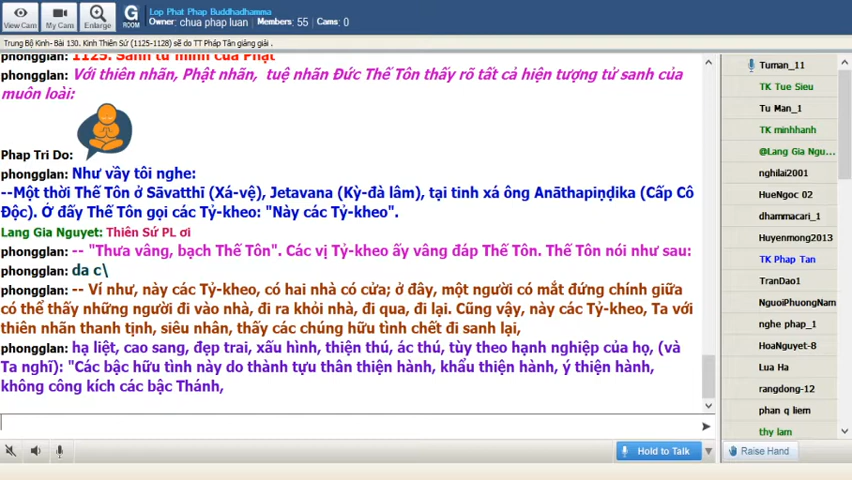 View Cam
My Cam
Enlarge
G
ROOM
Lop Phat Phap Buddhadhamma
Owner: chua phap luan Members: 55 Cams: 0
Trung Bộ Kinh- Bài 130. Kinh Thiên Sứ (1125-1128) sẽ do TT Pháp Tân giảng giải .
phongglan: 1125. Sanh tử minh của Phật
phongglan: Với thiên nhãn, Phật nhãn, tuệ nhãn Đức Thế Tôn thấy rõ tất cả hiện tượng tử sanh của
muôn loài:
Phap Tri Do:
phongglan: Như vầy tôi nghe:
--Một thời Thế Tôn ở Sāvatthī (Xá-vệ), Jetavana (Kỳ-đà lâm), tại tinh xá ông Anāthapiṇḍika (Cấp Cô
Độc). Ở đấy Thế Tôn gọi các Tỷ-kheo: "Này các Tỷ-kheo".
Lang Gia Nguyet: Thiên Sứ PL ơi
phongglan: -- "Thưa vâng, bạch Thế Tôn". Các vị Tỷ-kheo ấy vâng đáp Thế Tôn. Thế Tôn nói như sau:
phongglan: da c\
phongglan: -- Ví như, này các Tỷ-kheo, có hai nhà có cửa; ở đây, một người có mắt đứng chính giữa
có thể thấy những người đi vào nhà, đi ra khỏi nhà, đi qua, đi lại. Cũng vậy, này các Tỷ-kheo, Ta với
thiên nhãn thanh tịnh, siêu nhân, thấy các chúng hữu tình chết đi sanh lại,
phongglan: hạ liệt, cao sang, đẹp trai, xấu hình, thiện thú, ác thú, tùy theo hạnh nghiệp của họ, (và
Ta nghĩ): "Các bậc hữu tình này do thành tựu thân thiện hành, khẩu thiện hành, ý thiện hành,
không công kích các bậc Thánh,
Hold to Talk
Tuman_11
TK Tue Sieu
Tu Man_1
TK minhhanh
@Lang Gia Ngu...
nghilai2001
HueNgoc 02
dhammacari_1
Huyenmong2013
TK Phap Tan
TranDao1
NguoiPhuongNam
nghe phap_1
HoaNguyet-8
Lua Ha
rangdong-12
phan q liem
thy lam
Raise Hand